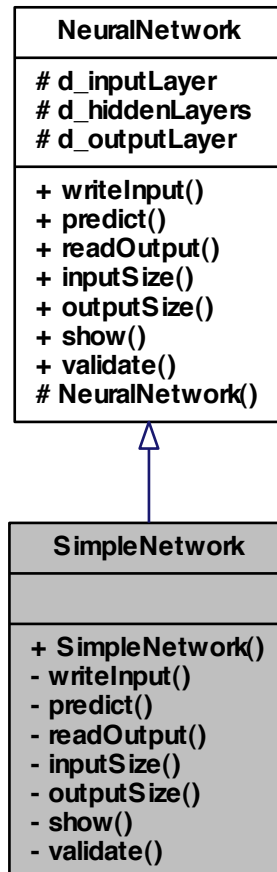 NeuralNetwork
# d_inputLayer
# d_hiddenLayers
# d_outputLayer
+ writeInput()
+ predict()
+ readOutput()
+ inputSize()
+ outputSize()
+ show()
+ validate()
# NeuralNetwork()
SimpleNetwork
+ SimpleNetwork()
- writeInput()
- predict()
- readOutput()
- inputSize()
- outputSize()
- show()
- validate()